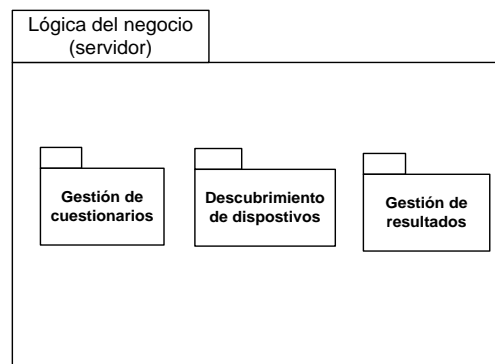 Lógica del negocio
(servidor)
Gestión de
cuestionarios
Descubrimiento
de dispostivos
Gestión de
resultados